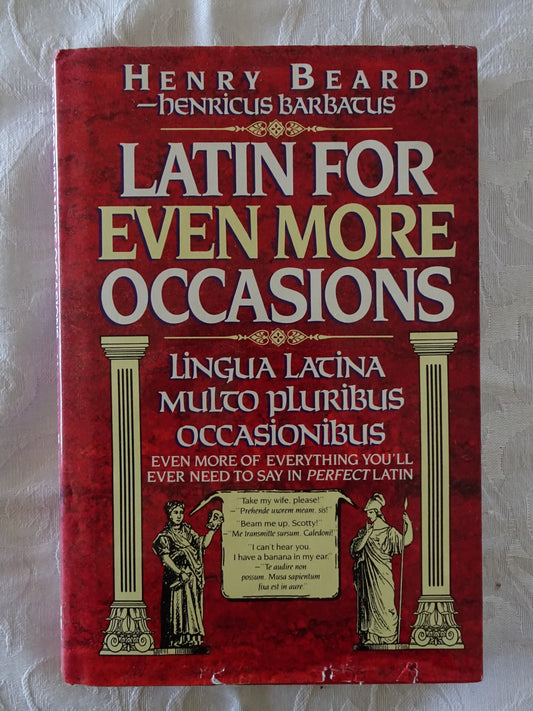 HENRY BEARD
—HENRICUS BARBATUS
LATIN FOR
EVEN MORE
OCCASIONS
LINGUA LATINA
MULTO PLURIBUS
OCCASIONIBUS
EVEN MORE OF EVERYTHING YOU'LL
EVER NEED TO SAY IN PERFECT LATIN
"Take my wife, please!"
—"Prehende uxorem meam, sis!"
"Beam me up, Scotty!"
—"Me transmitte sursum, Caledoni!"
"I can't hear you.
I have a banana in my ear."
—"Te audire non
possum. Musa sapientum
fixa est in aure."